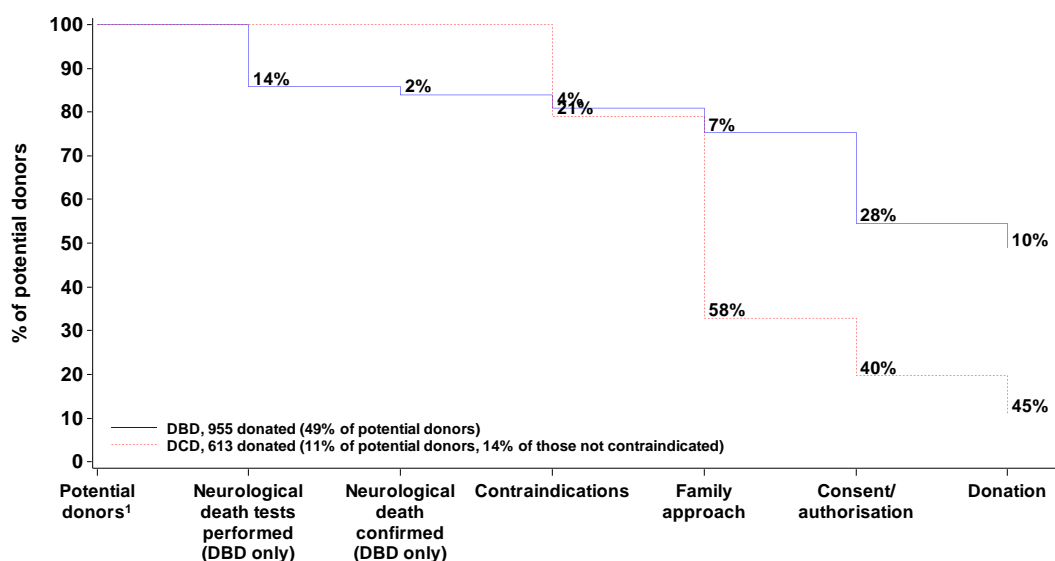 % of potential donors
100
90
80
70
60
50
40
30
20
10
0
14%
2%
4%
21%
7%
58%
28%
40%
10%
45%
DBD, 955 donated (49% of potential donors)
DCD, 613 donated (11% of potential donors, 14% of those not contraindicated)
Potential
donors¹
Neurological
death tests
performed
(DBD only)
Neurological
death
confirmed
(DBD only)
Contraindications
Family
approach
Consent/
authorisation
Donation